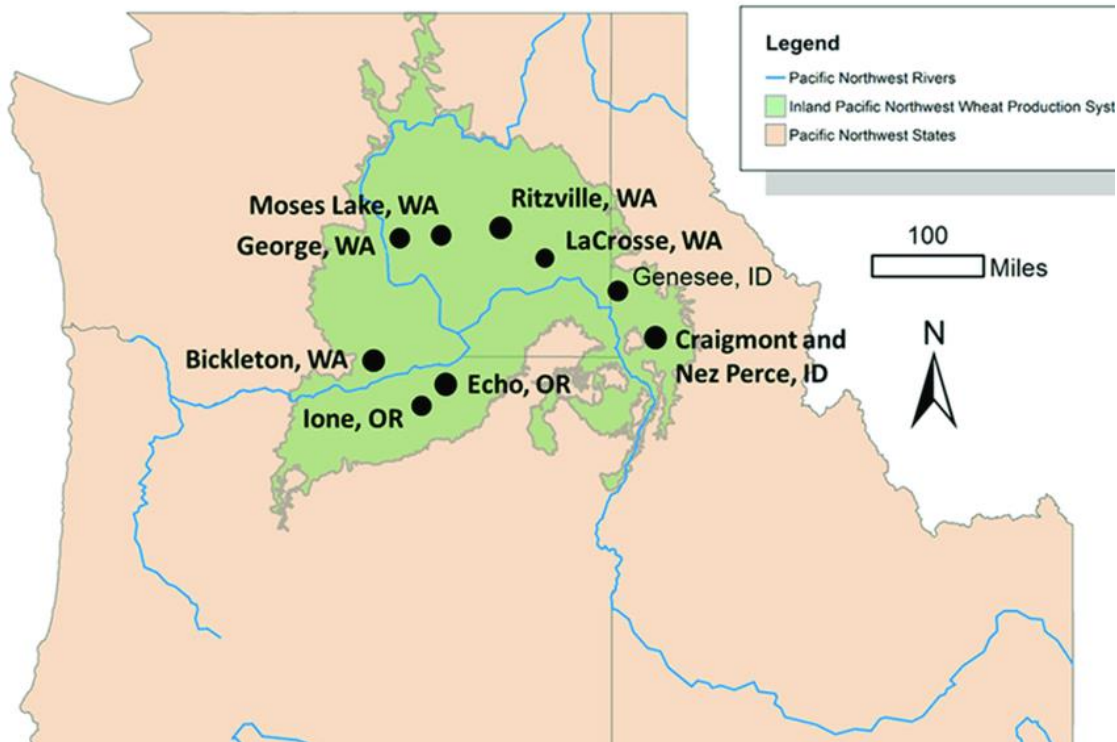 Legend
Pacific Northwest Rivers
Inland Pacific Northwest Wheat Production Syst
Pacific Northwest States
Moses Lake, WA
Ritzville, WA
George, WA
LaCrosse, WA
Genesee, ID
100
Miles
N
Bickleton, WA
Craigmont and
Nez Perce, ID
Echo, OR
Ione, OR